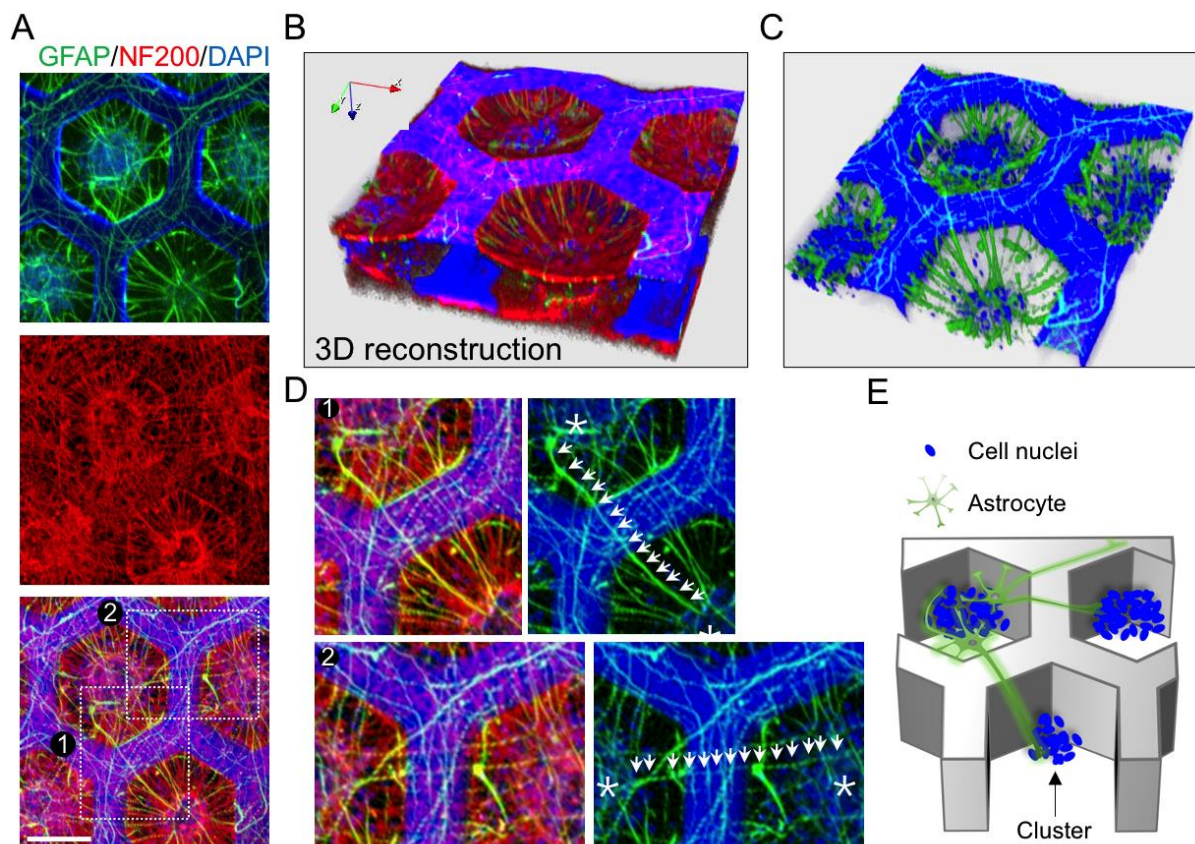 A
GFAP/NF200/DAPI
2
1
B
X
Y
Z
3D reconstruction
C
D
1
*
*
2
*
*
E
Cell nuclei
Astrocyte
Cluster